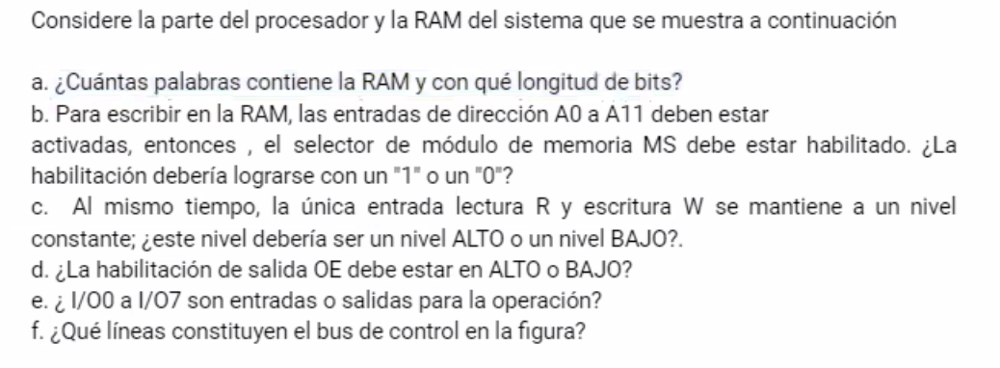 Considere la parte del procesador y la RAM del sistema que se muestra a continuación
a. ¿Cuántas palabras contiene la RAM y con qué longitud de bits?
b. Para escribir en la RAM, las entradas de dirección A0 a A11 deben estar
activadas, entonces , el selector de módulo de memoria MS debe estar habilitado. ¿La
habilitación debería lograrse con un "1" o un "0"?
c. Al mismo tiempo, la única entrada lectura R y escritura W se mantiene a un nivel
constante; ¿este nivel debería ser un nivel ALTO o un nivel BAJO?.
d. ¿La habilitación de salida OE debe estar en ALTO o BAJO?
e. ¿ I/O0 a I/O7 son entradas o salidas para la operación?
f. ¿Qué líneas constituyen el bus de control en la figura?